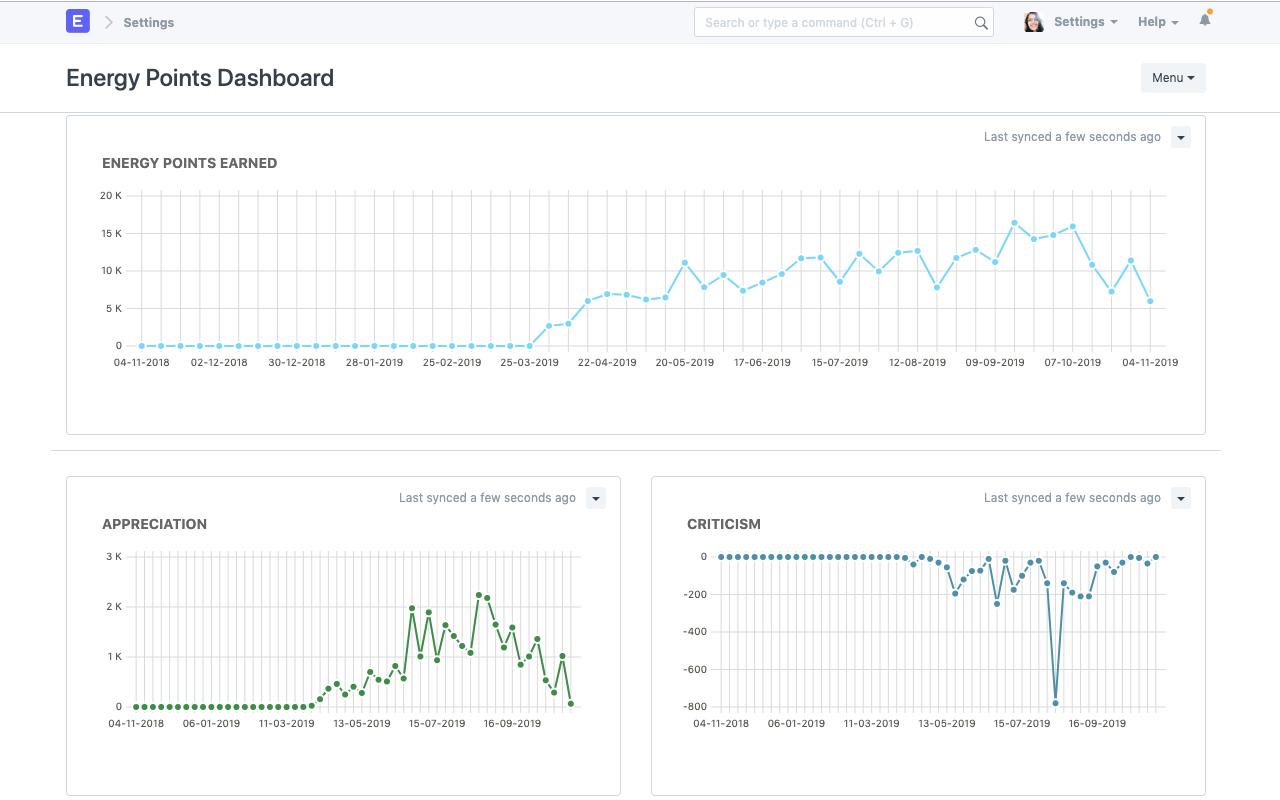 E Settings Search or type a command (Ctrl + G) Settings Help
Energy Points Dashboard Menu
Last synced a few seconds ago
ENERGY POINTS EARNED
20 K
15 K
10 K
5 K
0
04-11-2018 02-12-2018 30-12-2018 28-01-2019 25-02-2019 25-03-2019 22-04-2019 20-05-2019 17-06-2019 15-07-2019 12-08-2019 09-09-2019 07-10-2019 04-11-2019
Last synced a few seconds ago
APPRECIATION
3 K
2 K
1 K
0
04-11-2018 06-01-2019 11-03-2019 13-05-2019 15-07-2019 16-09-2019
Last synced a few seconds ago
CRITICISM
0
-200
-400
-600
-800
04-11-2018 06-01-2019 11-03-2019 13-05-2019 15-07-2019 16-09-2019